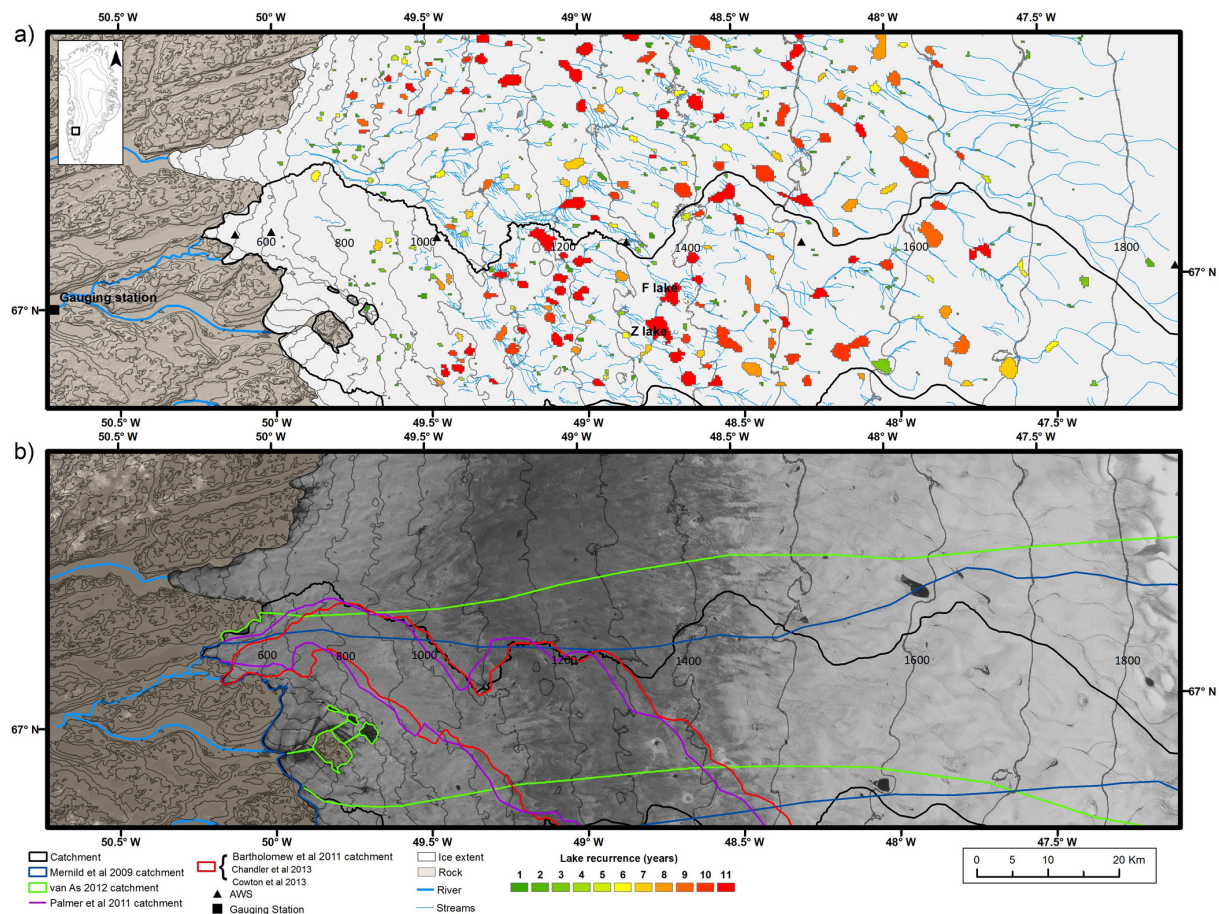 50.5°W 50°W 49.5°W 49°W 48.5°W 48°W 47.5°W
a)
N
600 800 1000 1200 1400 1600 1800
67° N
F lake
Gauging station
67° N
Z lake
50.5°W 50°W 49.5°W 49°W 48.5°W 48°W 47.5°W
b)
600 800 1000 1200 1400 1600 1800
67° N
67° N
50.5°W 50°W 49.5°W 49°W 48.5°W 48°W 47.5°W
Catchment
Mernild et al 2009 catchment
van As 2012 catchment
Palmer et al 2011 catchment
Bartholomew et al 2011 catchment
Chandler et al 2013
Cowton et al 2013
AWS
Gauging Station
Ice extent
Rock
River
Streams
Lake recurrence (years)
1 2 3 4 5 6 7 8 9 10 11
0 5 10 20 Km